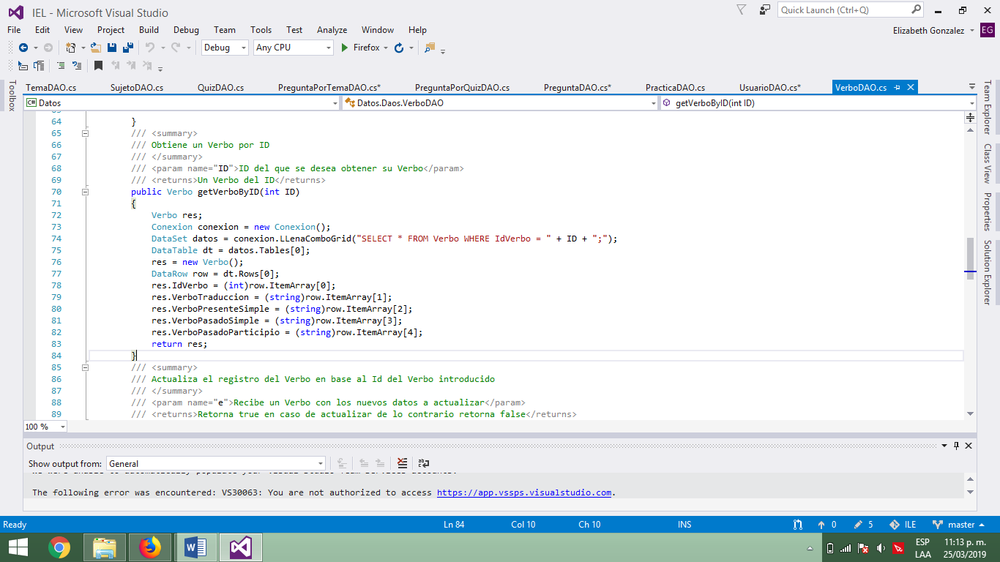 IEL - Microsoft Visual Studio
Quick Launch (Ctrl+Q)
File Edit View Project Build Debug Team Tools Test Analyze Window Help
Elizabeth Gonzalez EG
Debug Any CPU Firefox
Toolbox
TemaDAO.cs SujetoDAO.cs QuizDAO.cs PreguntaPorTemaDAO.cs* PreguntaPorQuizDAO.cs PreguntaDAO.cs* PracticaDAO.cs UsuarioDAO.cs* VerboDAO.cs
C# Datos Datos.Daos.VerboDAO getVerboByID(int ID)
64 }
65 /// <summary>
66 /// Obtiene un Verbo por ID
67 /// </summary>
68 /// <param name="ID">ID del que se desea obtener su Verbo</param>
69 /// <returns>Un Verbo del ID</returns>
70 public Verbo getVerboByID(int ID)
71 {
72 Verbo res;
73 Conexion conexion = new Conexion();
74 DataSet datos = conexion.LLenaComboGrid("SELECT * FROM Verbo WHERE IdVerbo = " + ID + ";");
75 DataTable dt = datos.Tables[0];
76 res = new Verbo();
77 DataRow row = dt.Rows[0];
78 res.IdVerbo = (int)row.ItemArray[0];
79 res.VerboTraduccion = (string)row.ItemArray[1];
80 res.VerboPresenteSimple = (string)row.ItemArray[2];
81 res.VerboPasadoSimple = (string)row.ItemArray[3];
82 res.VerboPasadoParticipio = (string)row.ItemArray[4];
83 return res;
84 }
85 /// <summary>
86 /// Actualiza el registro del Verbo en base al Id del Verbo introducido
87 /// </summary>
88 /// <param name="e">Recibe un Verbo con los nuevos datos a actualizar</param>
89 /// <returns>Retorna true en caso de actualizar de lo contrario retorna false</returns>
Team Explorer
Class View
Properties
Solution Explorer
100 %
Output
Show output from: General
The following error was encountered: VS30063: You are not authorized to access https://app.vssps.visualstudio.com.
Ready Ln 84 Col 10 Ch 10 INS 0 5 ILE master
ESP
LAA
11:13 p. m.
25/03/2019